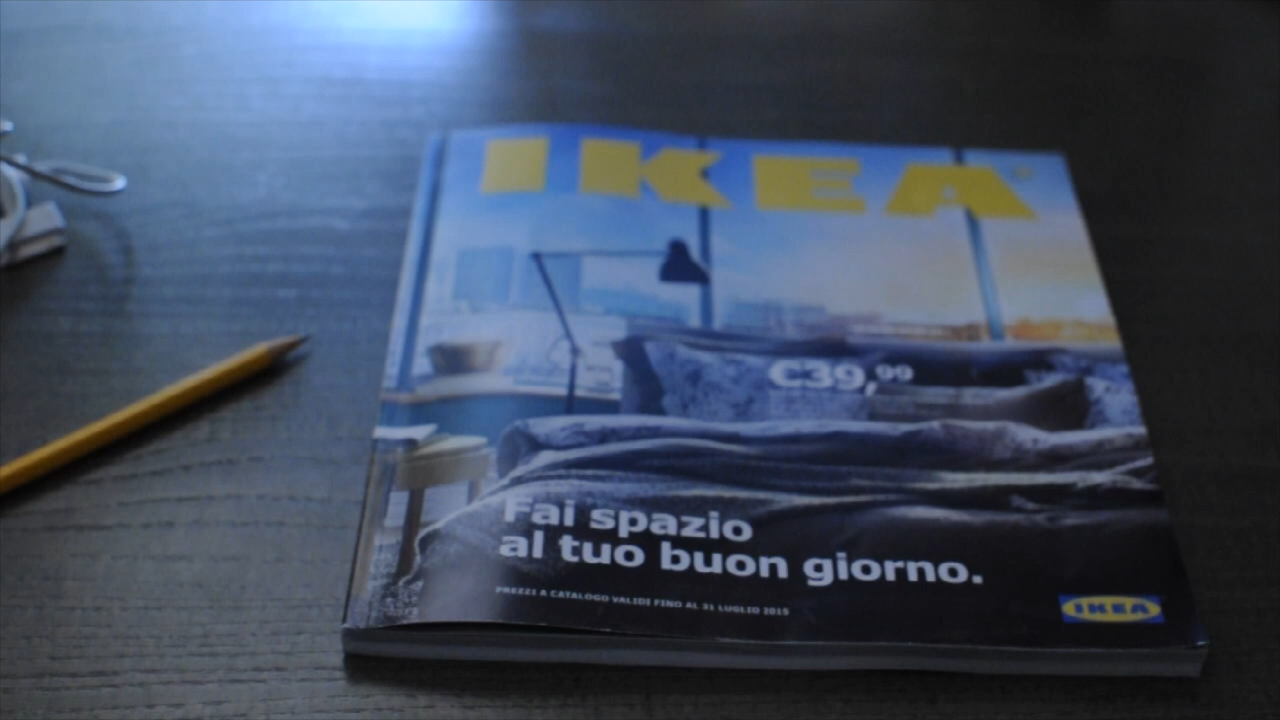 IKEA
€39,99
Fai spazio
al tuo buon giorno.
PREZZI A CATALOGO VALIDI FINO AL 31 LUGLIO 2015
IKEA